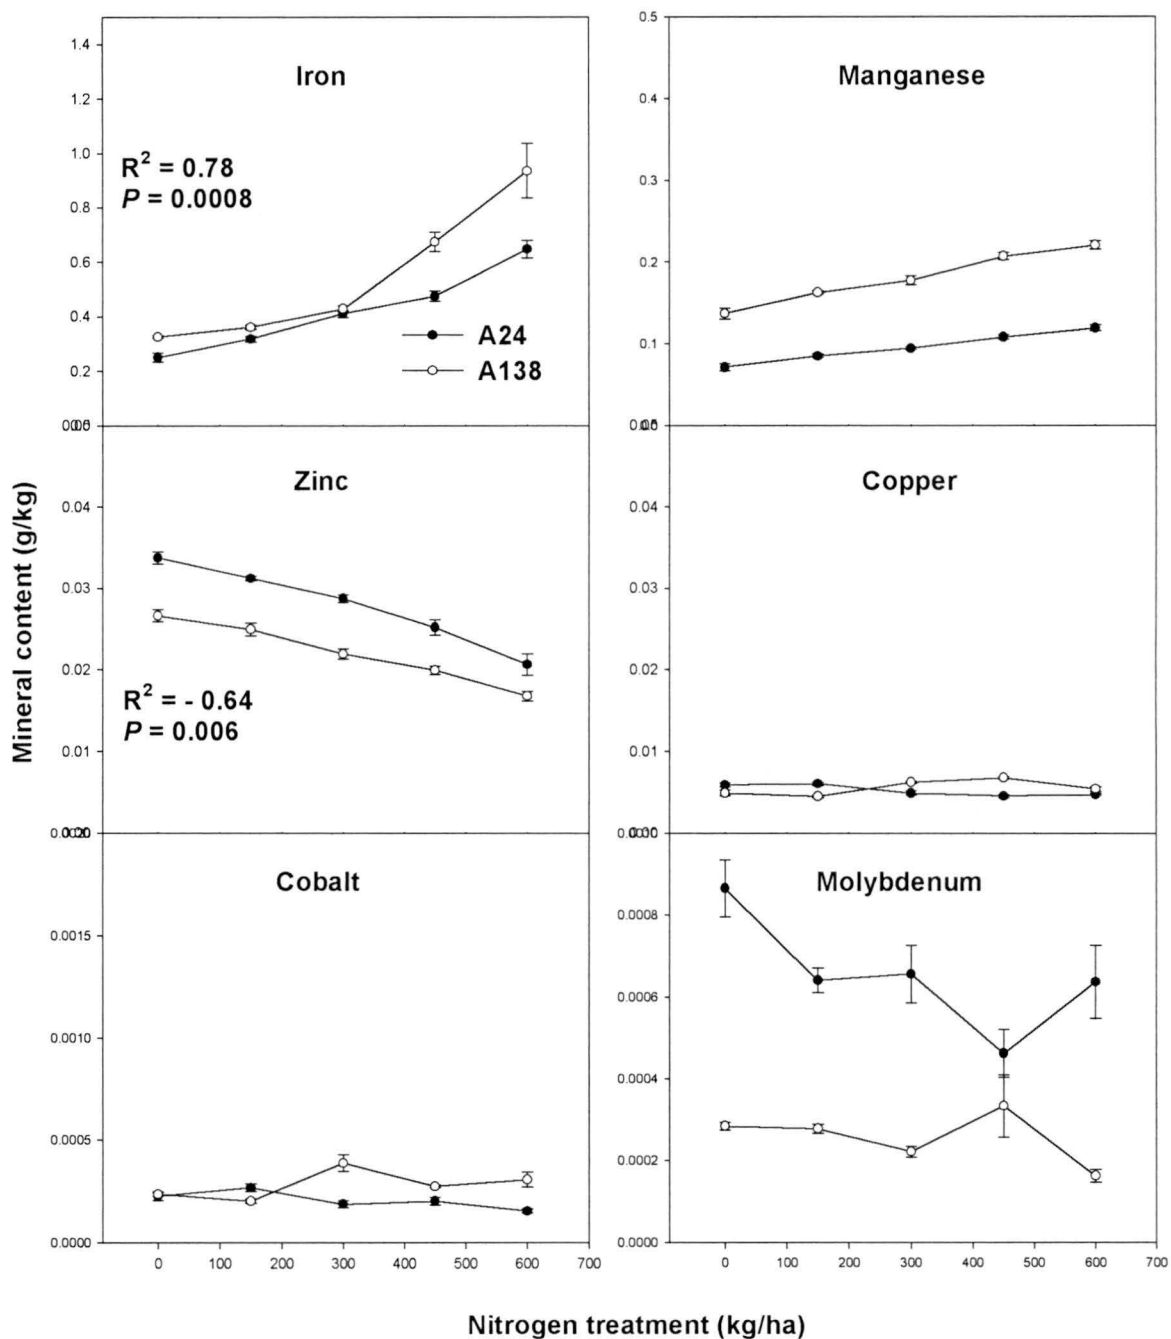 1.4
1.2
1.0
0.8
0.6
0.4
0.2
Iron
R² = 0.78
P = 0.0008
A24
A138
0.5
0.4
0.3
0.2
0.1
Manganese
Mineral content (g/kg)
0.04
0.03
0.02
0.01
Zinc
R² = - 0.64
P = 0.006
0.04
0.03
0.02
0.01
Copper
0.0015
0.0010
0.0005
0.0000
Cobalt
0 100 200 300 400 500 600 700
0.0008
0.0006
0.0004
0.0002
0.0000
Molybdenum
0 100 200 300 400 500 600 700
Nitrogen treatment (kg/ha)